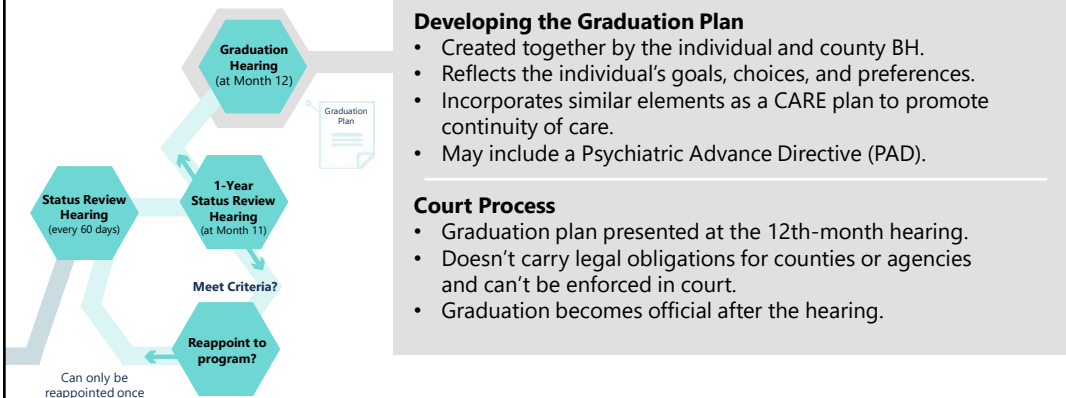 Graduation
Hearing
(at Month 12)
Graduation
Plan
1-Year
Status Review
Hearing
(at Month 11)
Status Review
Hearing
(every 60 days)
Meet Criteria?
Reappoint to
program?
Can only be
reappointed once
Developing the Graduation Plan
• Created together by the individual and county BH.
• Reflects the individual’s goals, choices, and preferences.
• Incorporates similar elements as a CARE plan to promote
continuity of care.
• May include a Psychiatric Advance Directive (PAD).
Court Process
• Graduation plan presented at the 12th-month hearing.
• Doesn’t carry legal obligations for counties or agencies
and can’t be enforced in court.
• Graduation becomes official after the hearing.